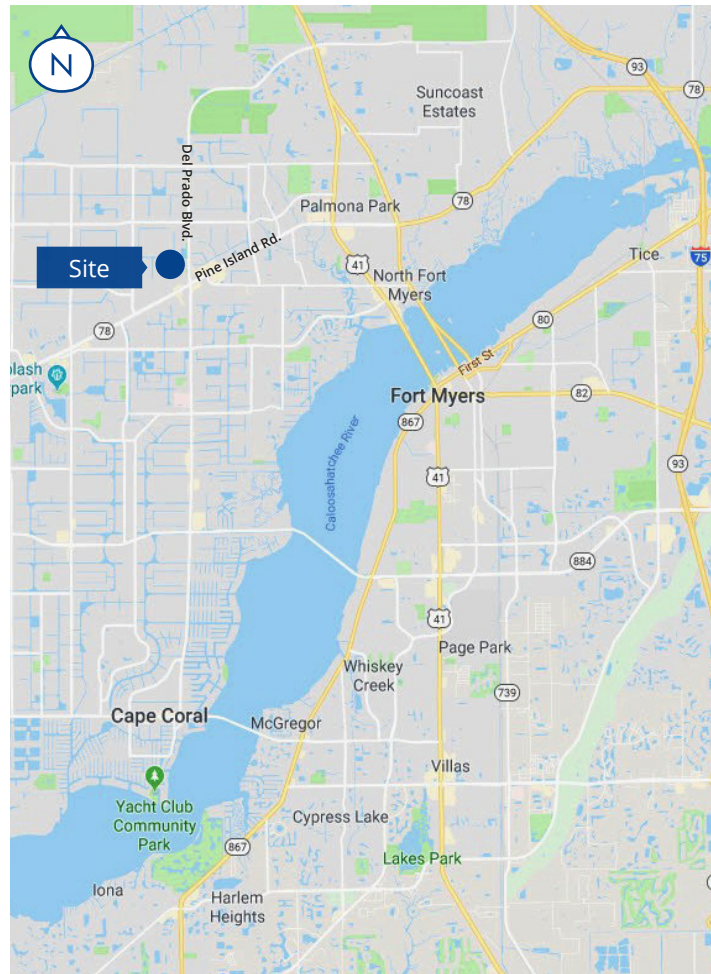 N
93
Suncoast
Estates
78
Del Prado Blvd.
Palmona Park
78
Pine Island Rd.
Site
41
North Fort
Myers
Tice
75
78
80
First St
plash
park
Fort Myers
82
867
Caloosahatchee River
41
93
884
41
Page Park
Whiskey
Creek
739
Cape Coral
McGregor
Villas
Yacht Club
Community
Park
Cypress Lake
867
Lakes Park
Iona
Harlem
Heights